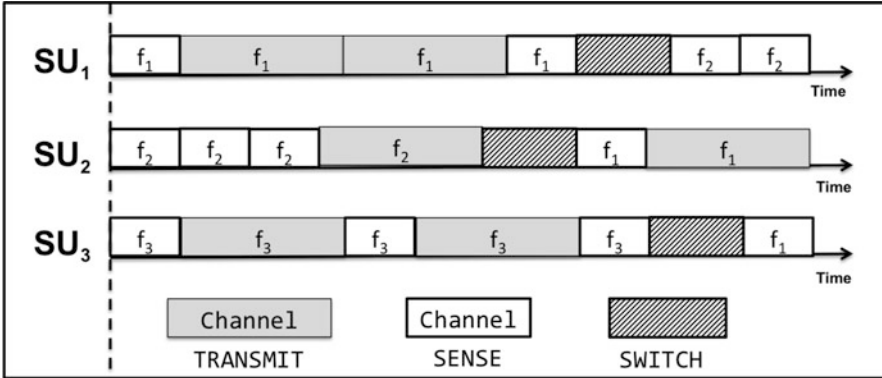 SU₁ f₁ f₁ f₁ f₁ f₂ f₂
Time
SU₂ f₂ f₂ f₂ f₂ f₁ f₁
Time
SU₃ f₃ f₃ f₃ f₃ f₃ f₁
Time
Channel Channel
TRANSMIT SENSE SWITCH